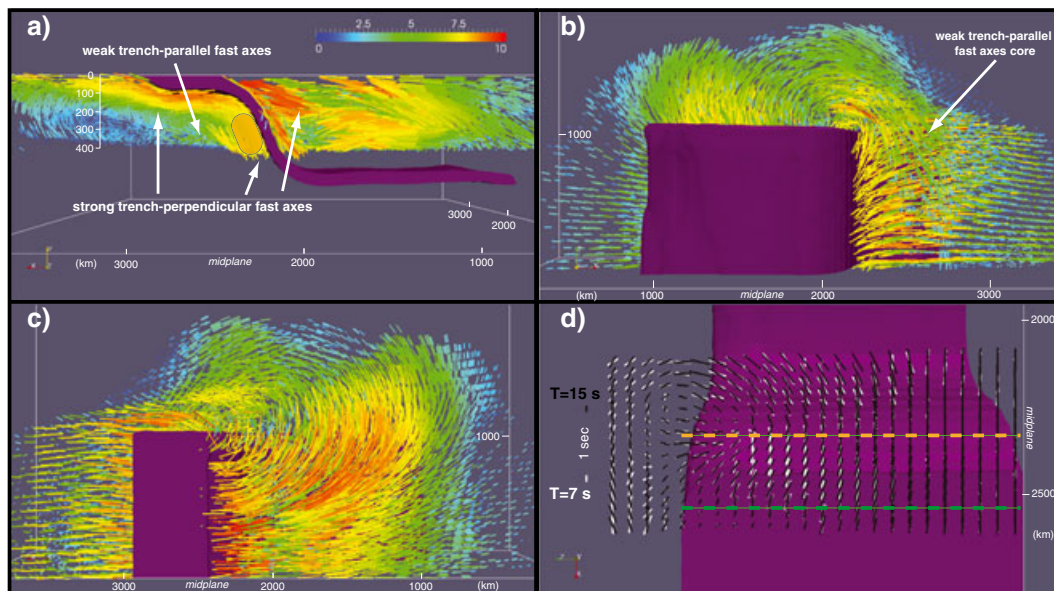 a)
0 2.5 5 7.5 10
weak trench-parallel fast axes
0
100
200
300
400
strong trench-perpendicular fast axes
3000
2000
(km) 3000 midplane 2000 1000
b)
weak trench-parallel
fast axes core
1000
(km) 1000 midplane 2000 3000
c)
1000
3000 midplane 2000 1000 (km)
d)
2000
T=15 s
1 sec
midplane
T=7 s
2500
(km)